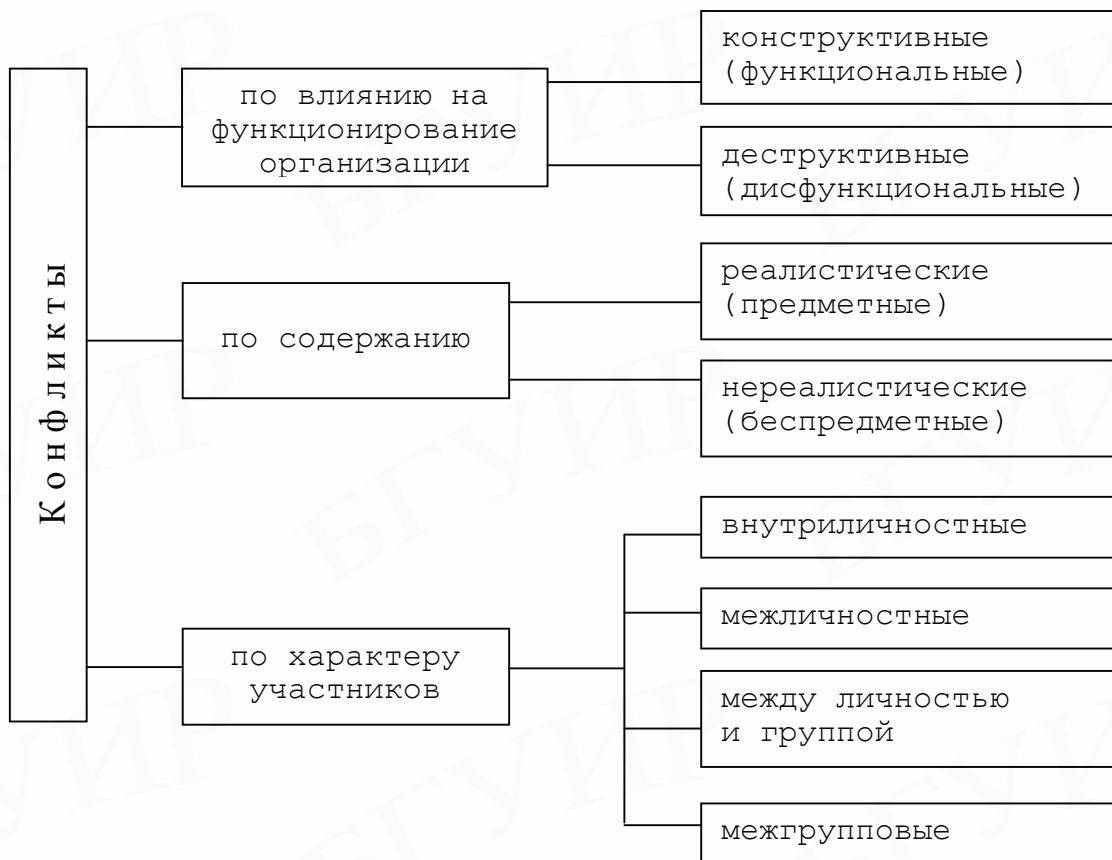 Конфликты
по влиянию на
функционирование
организации
конструктивные
(функциональные)
деструктивные
(дисфункциональные)
по содержанию
реалистические
(предметные)
нереалистические
(беспредметные)
по характеру
участников
внутриличностные
межличностные
между личностью
и группой
межгрупповые
БГУИР